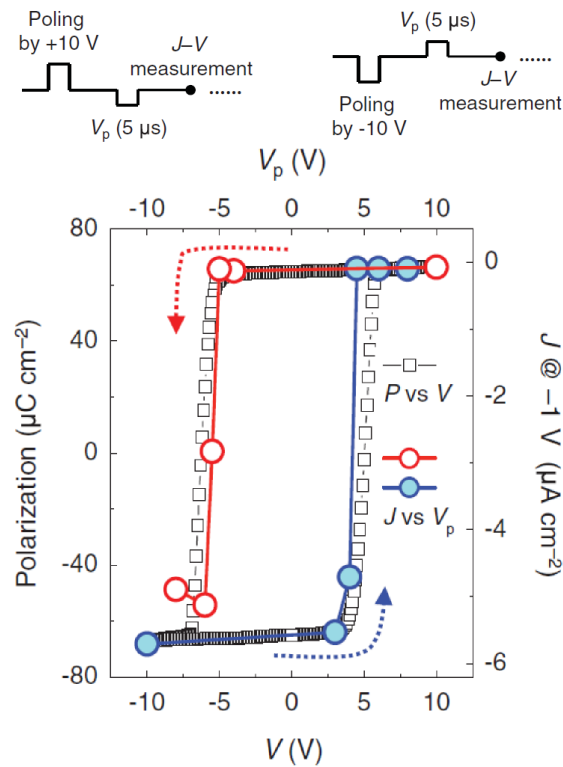 Poling
by +10 V
J–V
measurement
......
Vp (5 µs)
Vp (5 µs)
......
J–V
measurement
Poling
by -10 V
Vp (V)
-10 -5 0 5 10
80
40
0
-40
-80
Polarization (µC cm⁻²)
0
-2
-4
-6
J @ –1 V (µA cm⁻²)
P vs V
J vs Vp
-10 -5 0 5 10
V (V)